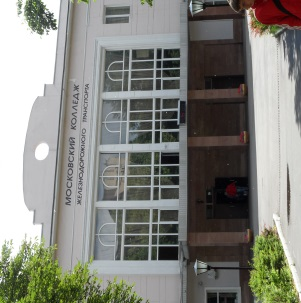 МОСКОВСКИЙ КОЛЛЕДЖ
ЖЕЛЕЗНОДОРОЖНОГО ТРАНСПОРТА